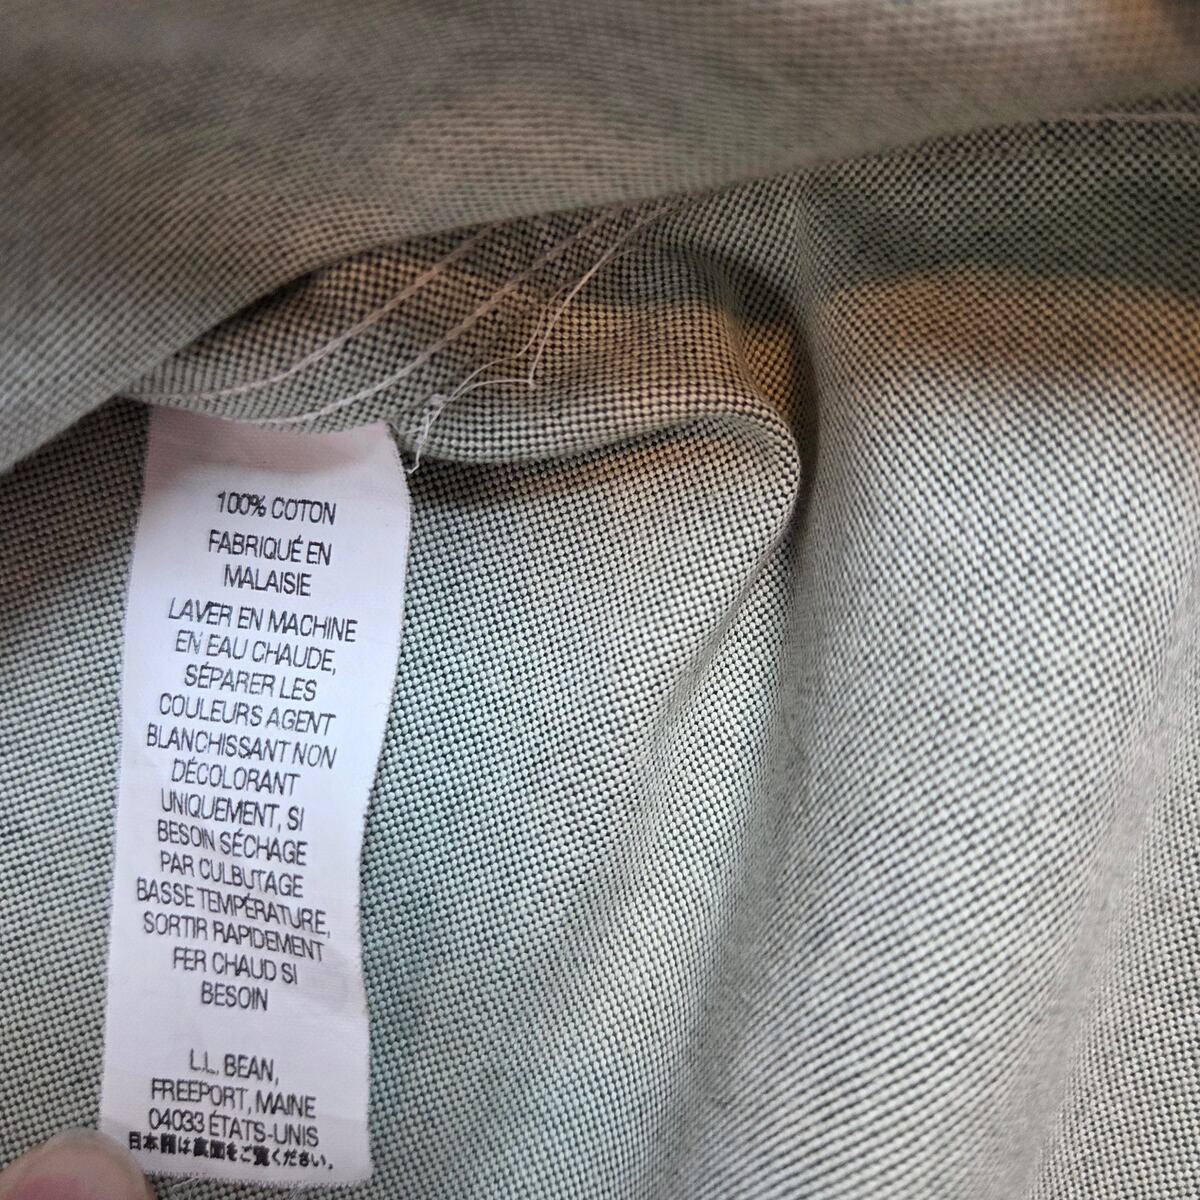 100% COTON
FABRIQUÉ EN
MALAISIE
LAVER EN MACHINE
EN EAU CHAUDE,
SÉPARER LES
COULEURS AGENT
BLANCHISSANT NON
DÉCOLORANT
UNIQUEMENT, SI
BESOIN SÉCHAGE
PAR CULBUTAGE
BASSE TEMPÉRATURE,
SORTIR RAPIDEMENT
FER CHAUD SI
BESOIN
L.L. BEAN,
FREEPORT, MAINE
04033 ÉTATS-UNIS
日本語は裏面をご覧ください。